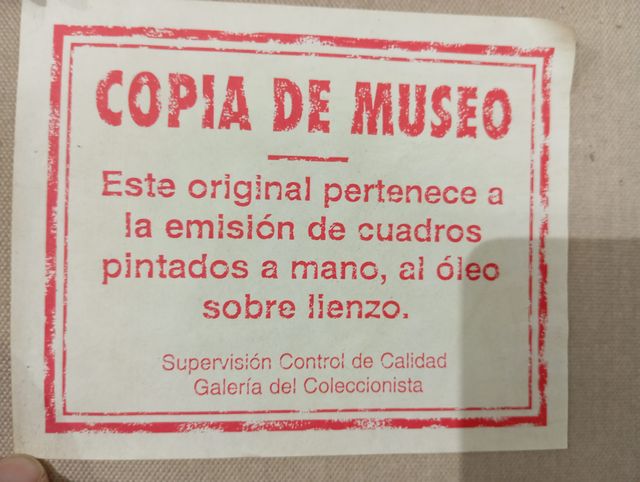 COPIA DE MUSEO
Este original pertenece a
la emisión de cuadros
pintados a mano, al óleo
sobre lienzo.
Supervisión Control de Calidad
Galería del Coleccionista